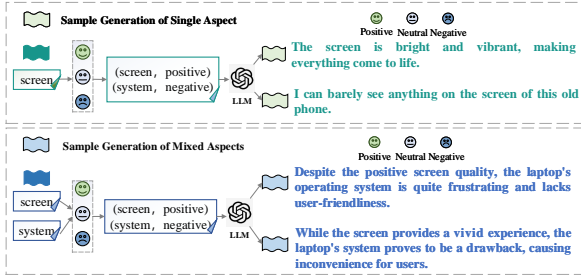 Sample Generation of Single Aspect
Positive Neutral Negative
screen
(screen, positive)
(system, negative)
LLM
The screen is bright and vibrant, making
everything come to life.
I can barely see anything on the screen of this old
phone.
Sample Generation of Mixed Aspects
Positive Neutral Negative
screen
system
(screen, positive)
(system, negative)
LLM
Despite the positive screen quality, the laptop's
operating system is quite frustrating and lacks
user-friendliness.
While the screen provides a vivid experience, the
laptop's system proves to be a drawback, causing
inconvenience for users.